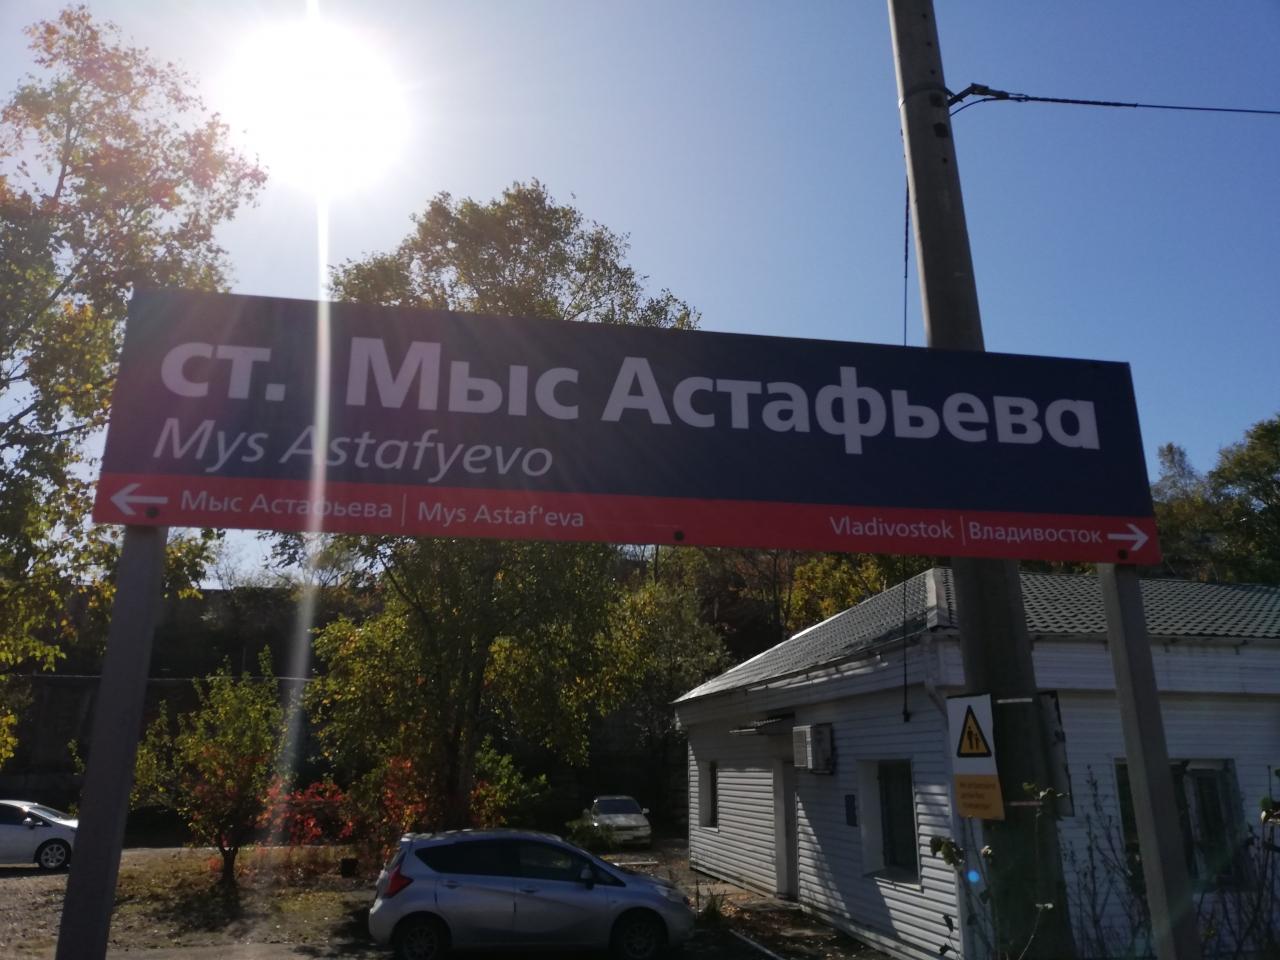 ст. Мыс Астафьева
Mys Astafyevo
Мыс Астафьева | Mys Astaf'eva
Vladivostok | Владивосток